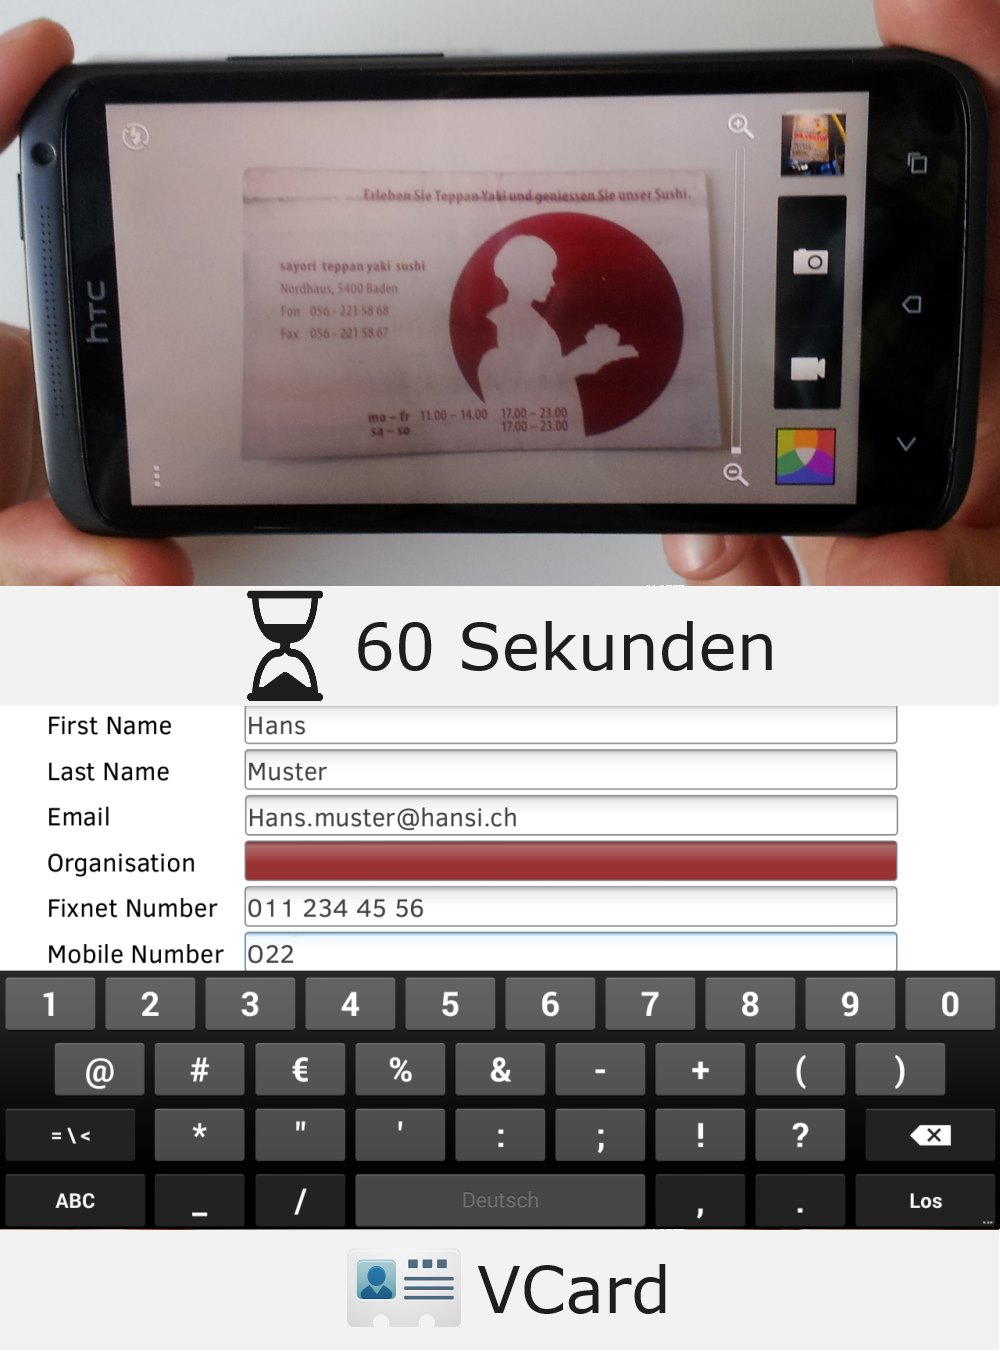 hTC
Erleben Sie Teppan Yaki und geniessen Sie unser Sushi.
sayori teppan yaki sushi
Nordhaus, 5400 Baden
Fon 056 - 221 58 68
Fax 056 - 221 58 67
mo – fr 11.00 – 14.00 17.00 – 23.00
sa – so 17.00 – 23.00
60 Sekunden
First Name Hans
Last Name Muster
Email Hans.muster@hansi.ch
Organisation
Fixnet Number 011 234 45 56
Mobile Number 022
1 2 3 4 5 6 7 8 9 0
@ # € % & - + ( )
=\< * " ' : ; ! ?
ABC _ / Deutsch , . Los
...
VCard